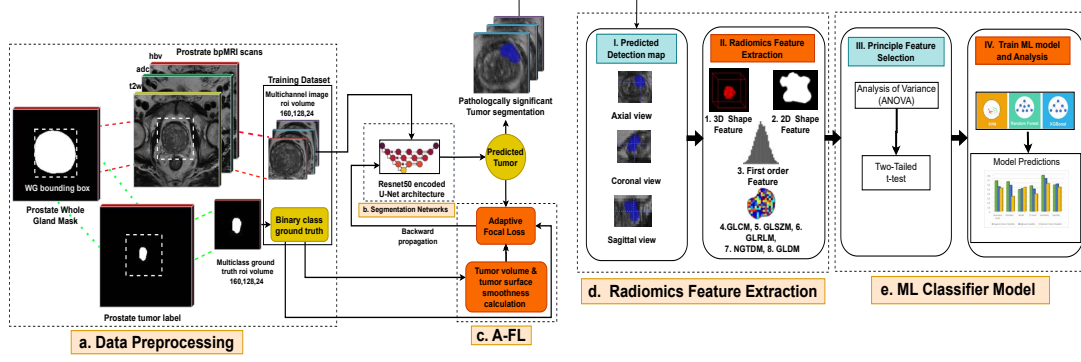 Prostrate bpMRI scans
hbv
adc
t2w
Training Dataset
Multichannel image
roi volume
160,128,24
WG bounding box
Prostate Whole
Gland Mask
Multiclass ground
truth roi volume
160,128,24
Binary class
ground truth
Prostate tumor label
a. Data Preprocessing
Resnet50 encoded
U-Net architecture
b. Segmentation Networks
Backward
propagation
Pathologically significant
Tumor segmentation
Predicted
Tumor
Adaptive
Focal Loss
Tumor volume &
tumor surface
smoothness
calculation
c. A-FL
I. Predicted
Detection map
Axial view
Coronal view
Sagittal view
II. Radiomics Feature
Extraction
1. 3D Shape
Feature
2. 2D Shape
Feature
3. First order
Feature
4.GLCM, 5. GLSZM, 6.
GLRLM,
7. NGTDM, 8. GLDM
d. Radiomics Feature Extraction
III. Principle Feature
Selection
Analysis of Variance
(ANOVA)
Two-Tailed
t-test
IV. Train ML model
and Analysis
Random Forest
XGBoost
Model Predictions
e. ML Classifier Model